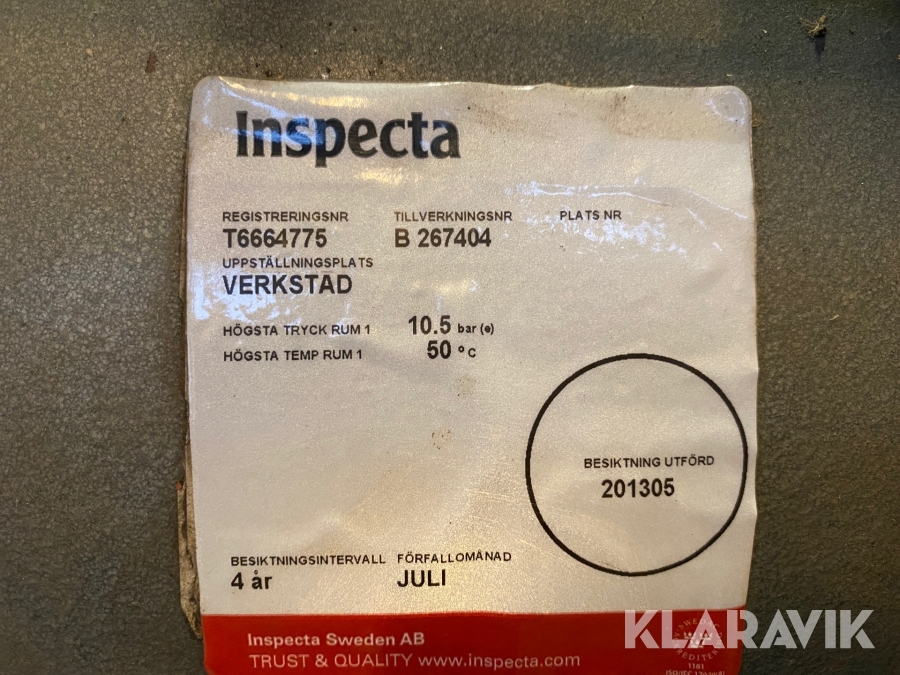 Inspecta
REGISTRERINGSNR TILLVERKNINGSNR PLATS NR
T6664775 B 267404
UPPSTÄLLNINGSPLATS
VERKSTAD
HÖGSTA TRYCK RUM 1 10.5 bar (e)
HÖGSTA TEMP RUM 1 50 °C
BESIKTNING UTFÖRD
201305
BESIKTNINGSINTERVALL FÖRFALLOMÅNAD
4 år JULI
Inspecta Sweden AB
TRUST & QUALITY www.inspecta.com
KLARAVIK
1181